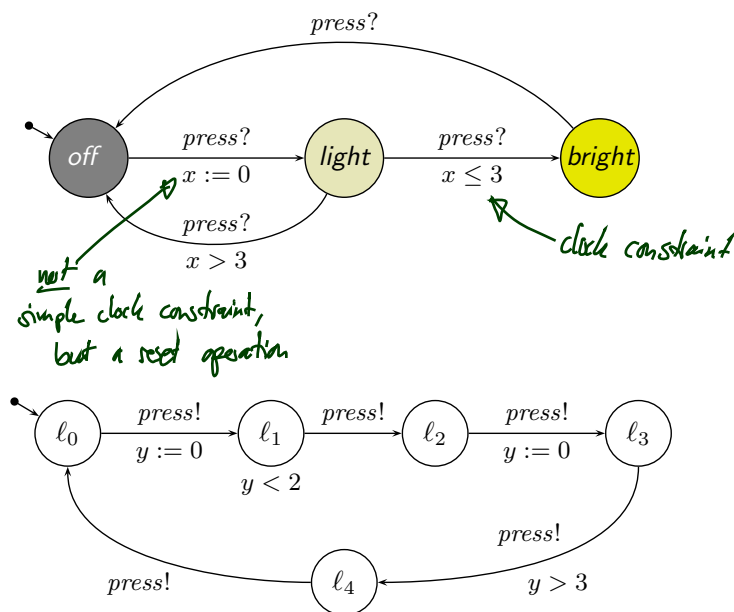 press?
off
press?
x := 0
light
press?
x ≤ 3
bright
press?
x > 3
clock constraint
not a
simple clock constraint,
but a reset operation
ℓ0
press!
y := 0
ℓ1
y < 2
press!
ℓ2
press!
y := 0
ℓ3
press!
y > 3
ℓ4
press!